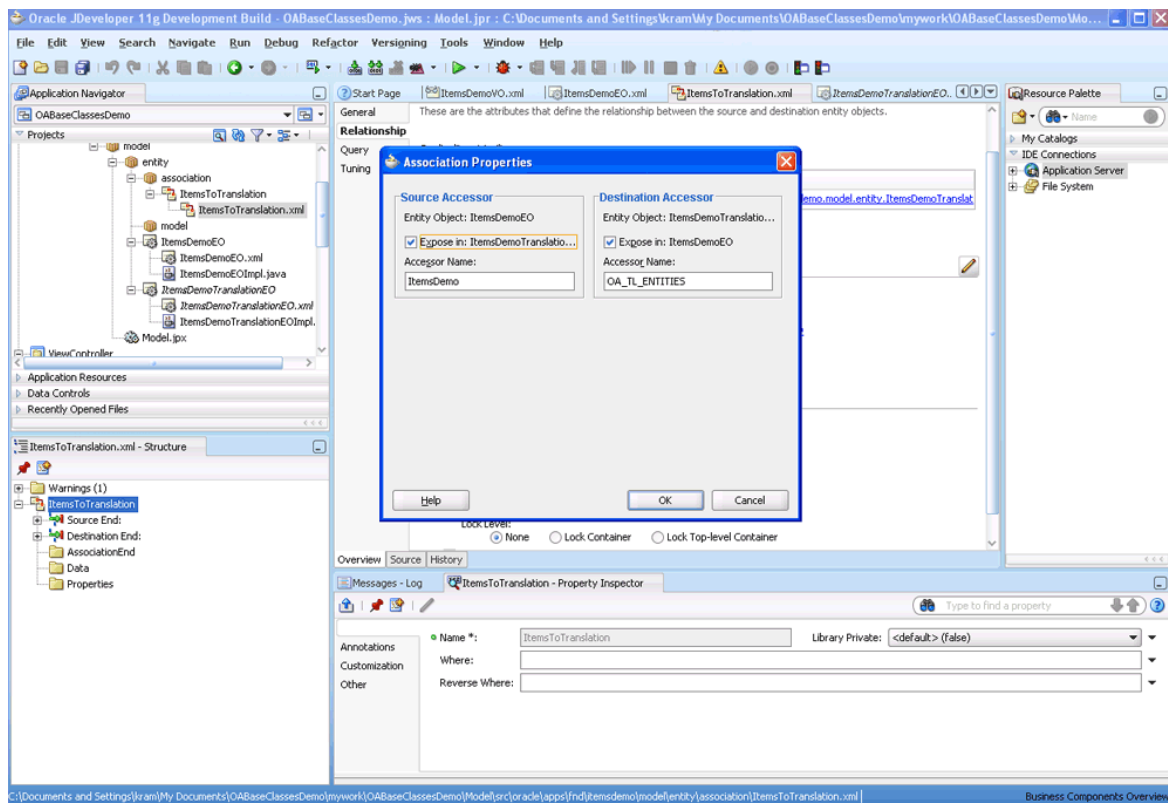 Oracle JDeveloper 11g Development Build - OABaseClassesDemo.jws : Model.jpr : C:\Documents and Settings\kram\My Documents\OABaseClassesDemo\mywork\OABaseClassesDemo\Mo...
File Edit View Search Navigate Run Debug Refactor Versioning Tools Window Help
Application Navigator
OABaseClassesDemo
Projects
model
entity
association
ItemsToTranslation
ItemsToTranslation.xml
model
ItemsDemoEO
ItemsDemoEO.xml
ItemsDemoEOImpl.java
ItemsDemoTranslationEO
ItemsDemoTranslationEO.xml
ItemsDemoTranslationEOImpl.
Model.jpx
ViewController
Application Resources
Data Controls
Recently Opened Files
ItemsToTranslation.xml - Structure
Warnings (1)
ItemsToTranslation
Source End:
Destination End:
AssociationEnd
Data
Properties
Start Page ItemsDemoVO.xml ItemsDemoEO.xml ItemsToTranslation.xml ItemsDemoTranslationEO..
General
Relationship
Query
Tuning
These are the attributes that define the relationship between the source and destination entity objects.
emo.model.entity.ItemsDemoTranslat
Association Properties
Source Accessor
Entity Object: ItemsDemoEO
Expose in: ItemsDemoTranslatio...
Accessor Name:
ItemsDemo
Destination Accessor
Entity Object: ItemsDemoTranslatio...
Expose in: ItemsDemoEO
Accessor Name:
OA_TL_ENTITIES
Help OK Cancel
Lock Level:
None Lock Container Lock Top-level Container
Overview Source History
Resource Palette
Name
My Catalogs
IDE Connections
Application Server
File System
Messages - Log ItemsToTranslation - Property Inspector
Type to find a property
Annotations
Customization
Other
Name *: ItemsToTranslation Library Private: <default> (false)
Where:
Reverse Where:
C:\Documents and Settings\kram\My Documents\OABaseClassesDemo\mywork\OABaseClassesDemo\Model\src\oracle\apps\fnd\itemsdemo\model\entity\association\ItemsToTranslation.xml Business Components Overview